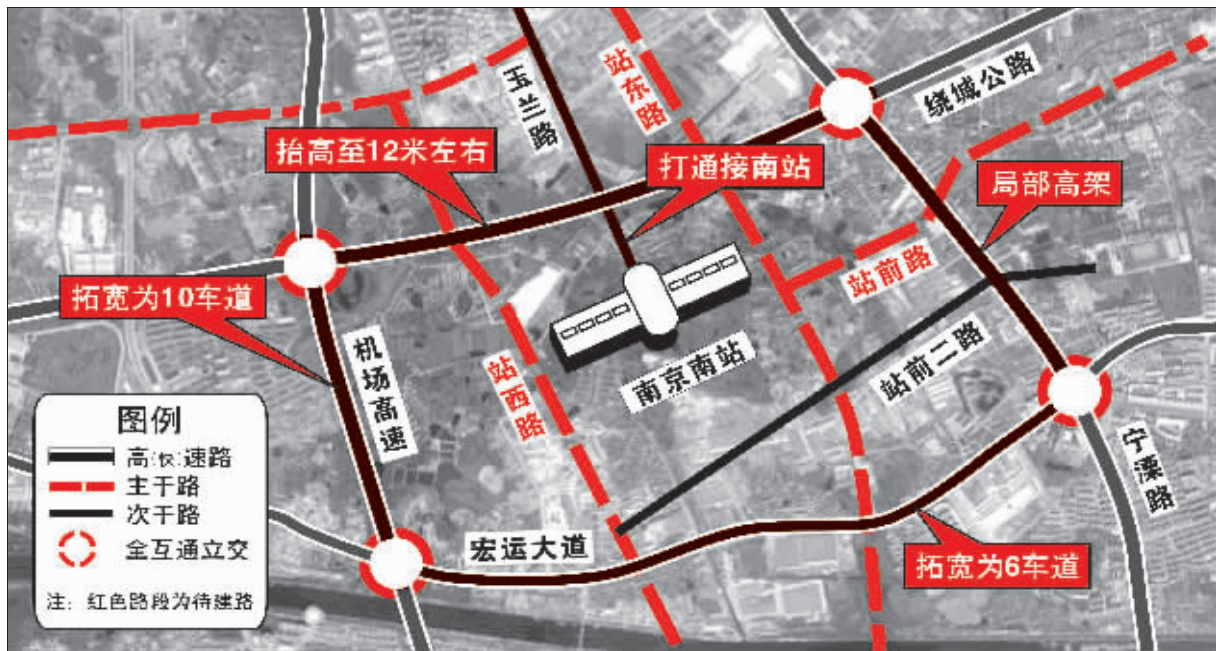 玉兰路
站东路
绕城公路
抬高至12米左右
打通接南站
局部高架
拓宽为10车道
站前路
机场高速
站西路
南京南站
站前二路
宁溧路
宏运大道
拓宽为6车道
图例
高(快)速路
主干路
次干路
全互通立交
注：红色路段为待建路